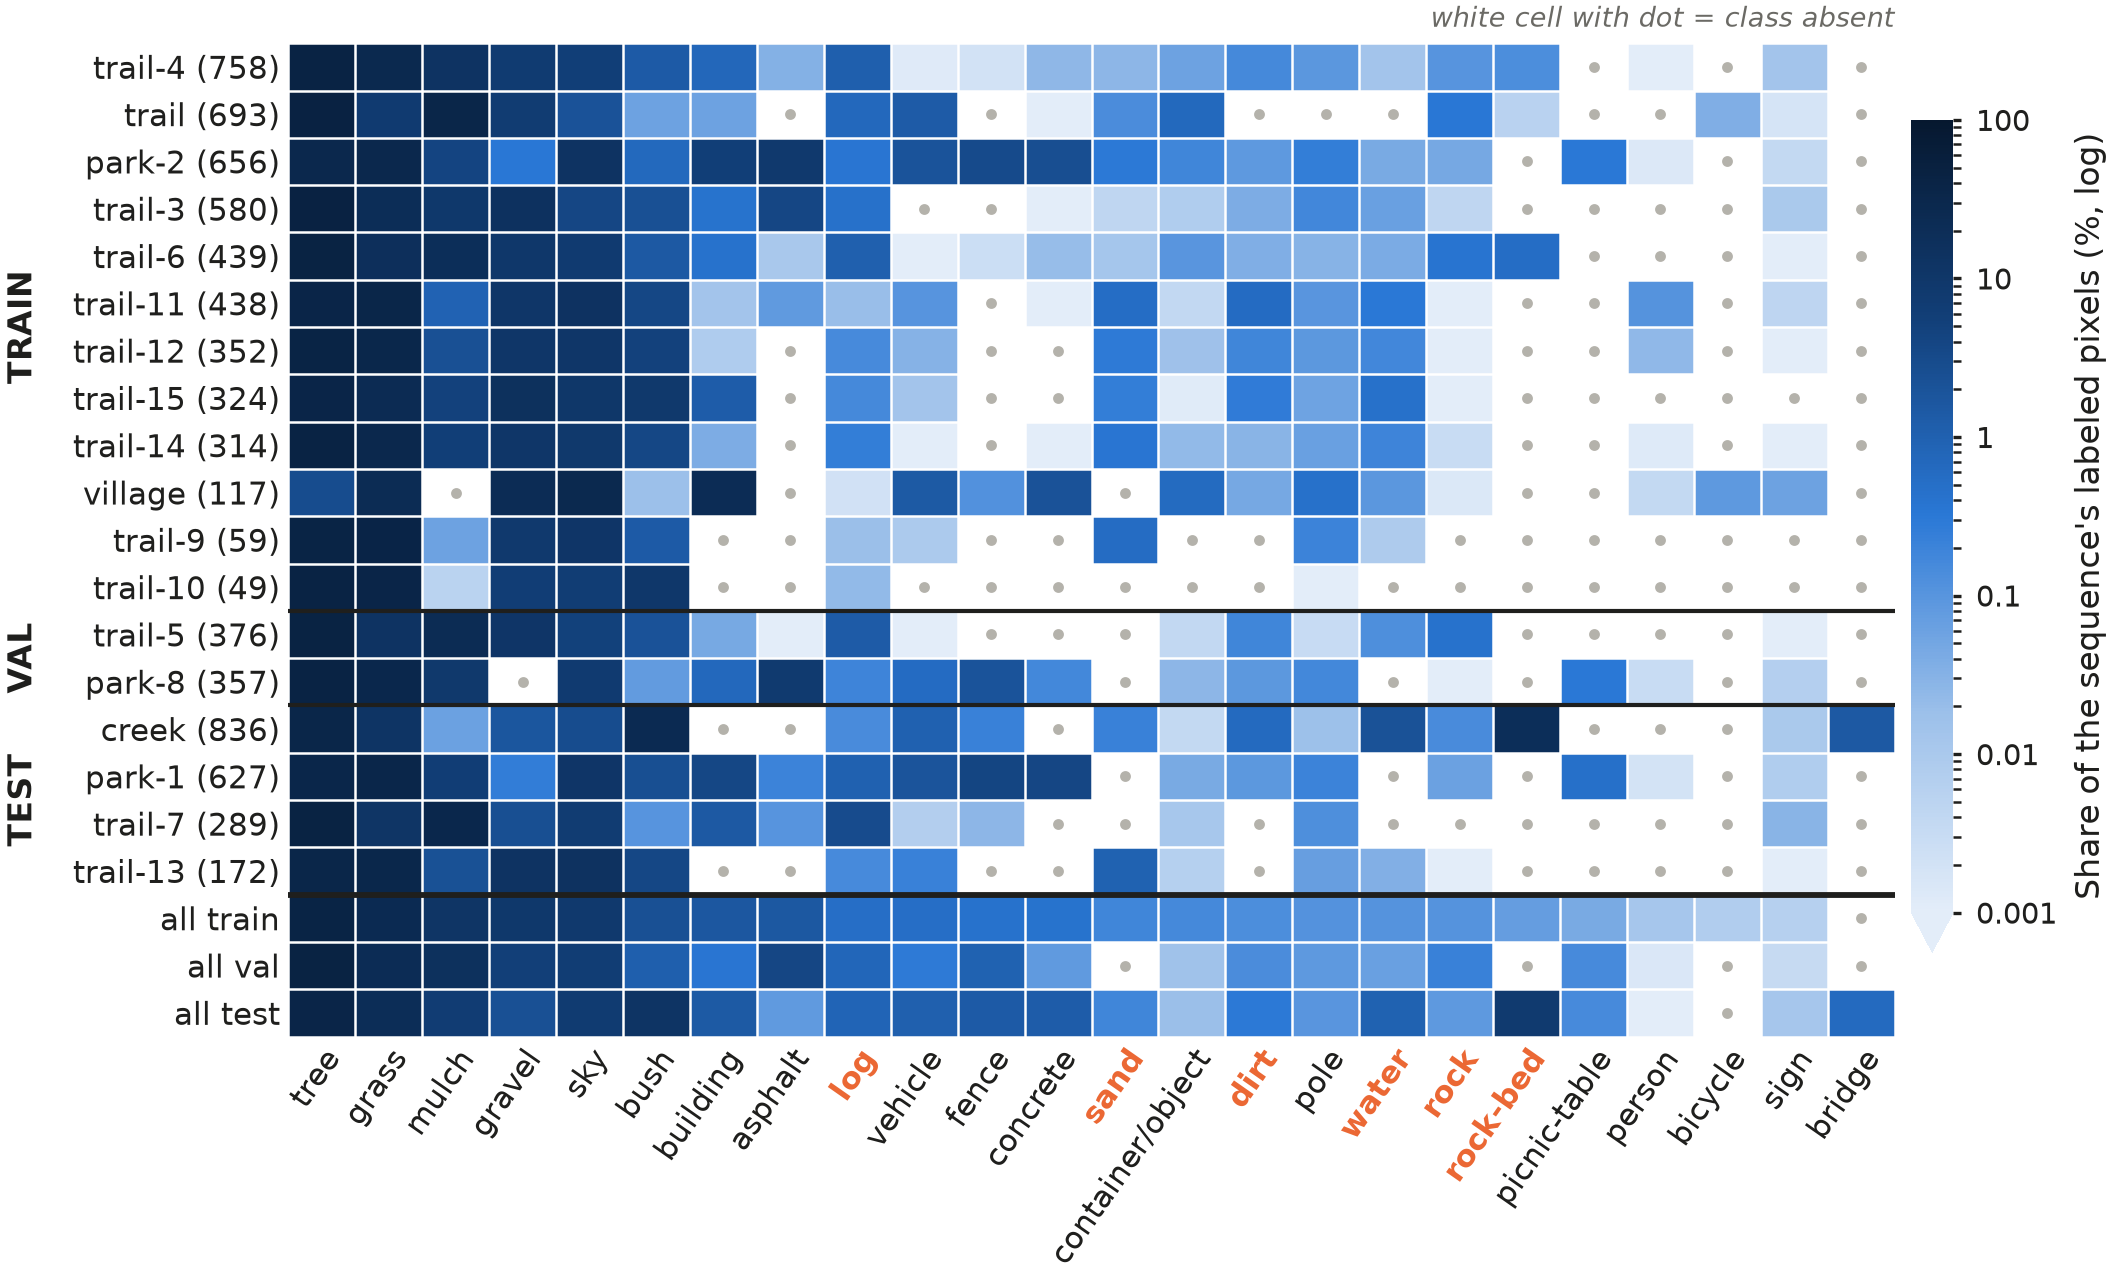 white cell with dot = class absent
TRAIN
trail-4 (758)
trail (693)
park-2 (656)
trail-3 (580)
trail-6 (439)
trail-11 (438)
trail-12 (352)
trail-15 (324)
trail-14 (314)
village (117)
trail-9 (59)
trail-10 (49)
VAL
trail-5 (376)
park-8 (357)
TEST
creek (836)
park-1 (627)
trail-7 (289)
trail-13 (172)
all train
all val
all test
tree
grass
mulch
gravel
sky
bush
building
asphalt
log
vehicle
fence
concrete
sand
container/object
dirt
pole
water
rock
rock-bed
picnic-table
person
bicycle
sign
bridge
100
10
1
0.1
0.01
0.001
Share of the sequence's labeled pixels (%, log)